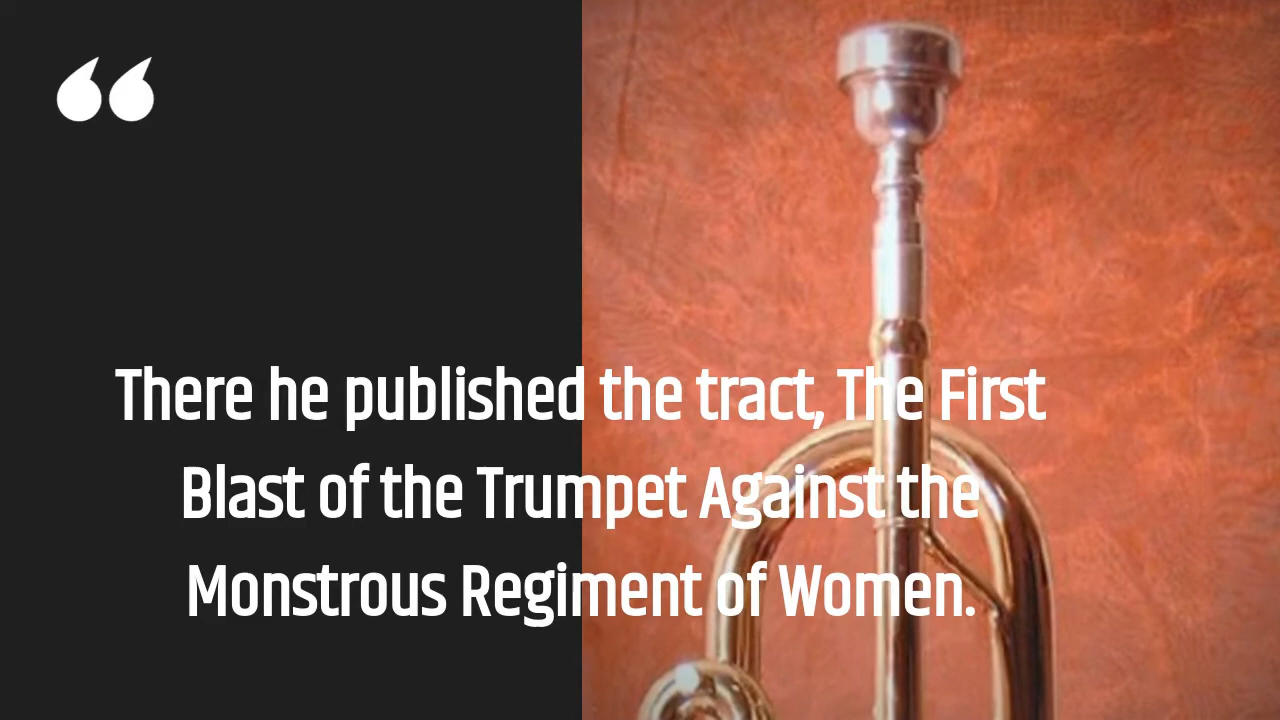 “
There he published the tract, The First
Blast of the Trumpet Against the
Monstrous Regiment of Women.